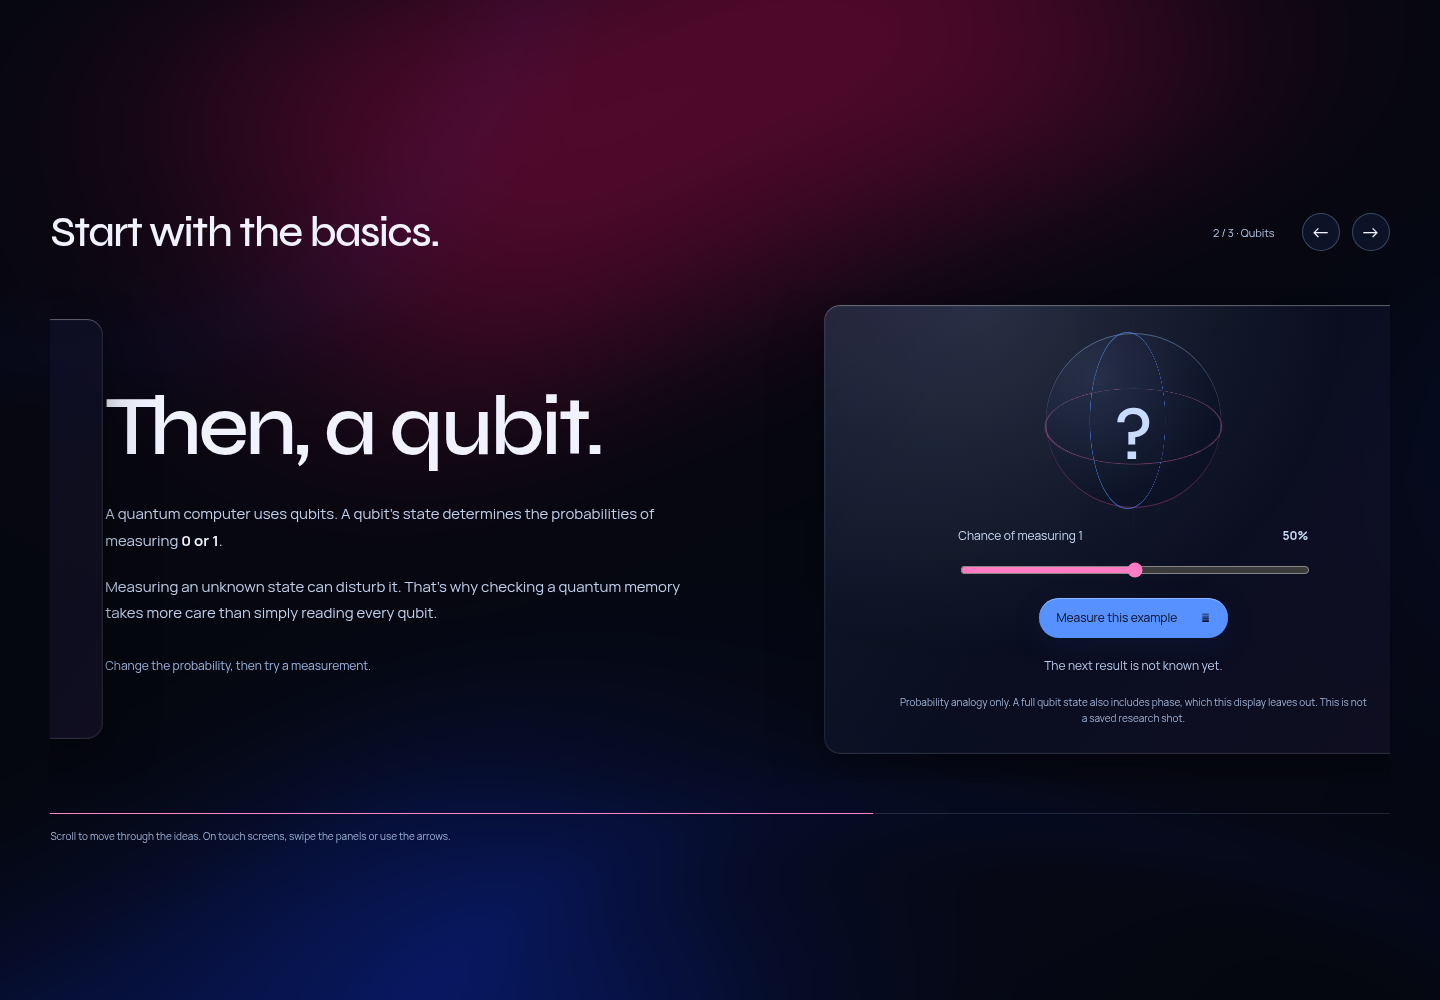 Start with the basics.
2 / 3 · Qubits
Then, a qubit.
A quantum computer uses qubits. A qubit's state determines the probabilities of
measuring 0 or 1.
Measuring an unknown state can disturb it. That's why checking a quantum memory
takes more care than simply reading every qubit.
Change the probability, then try a measurement.
?
Chance of measuring 1
50%
Measure this example
The next result is not known yet.
Probability analogy only. A full qubit state also includes phase, which this display leaves out. This is not
a saved research shot.
Scroll to move through the ideas. On touch screens, swipe the panels or use the arrows.